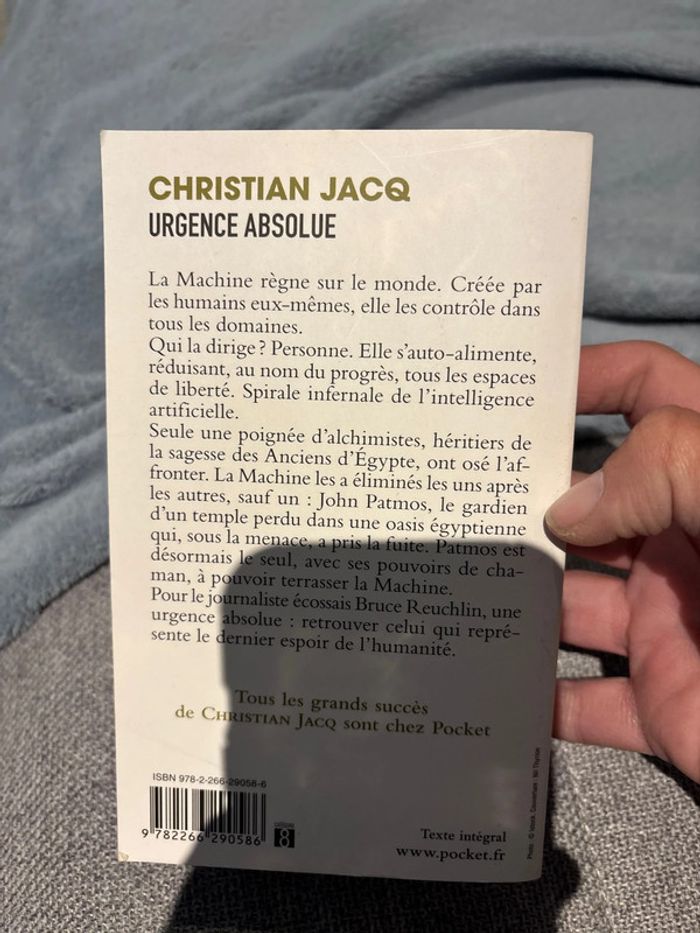 CHRISTIAN JACQ
URGENCE ABSOLUE
La Machine règne sur le monde. Créée par
les humains eux-mêmes, elle les contrôle dans
tous les domaines.
Qui la dirige ? Personne. Elle s'auto-alimente,
réduisant, au nom du progrès, tous les espaces
de liberté. Spirale infernale de l'intelligence
artificielle.
Seule une poignée d'alchimistes, héritiers de
la sagesse des Anciens d'Égypte, ont osé l'af-
fronter. La Machine les a éliminés les uns après
les autres, sauf un : John Patmos, le gardien
d'un temple perdu dans une oasis égyptienne
qui, sous la menace, a pris la fuite. Patmos est
désormais le seul, avec ses pouvoirs de cha-
man, à pouvoir terrasser la Machine.
Pour le journaliste écossais Bruce Reuchlin, une
urgence absolue : retrouver celui qui repré-
sente le dernier espoir de l'humanité.
Tous les grands succès
de CHRISTIAN JACQ sont chez Pocket
ISBN 978-2-266-29058-6
9 782266 290586
8
Texte intégral
www.pocket.fr
Photo : © Istock. Couverture :